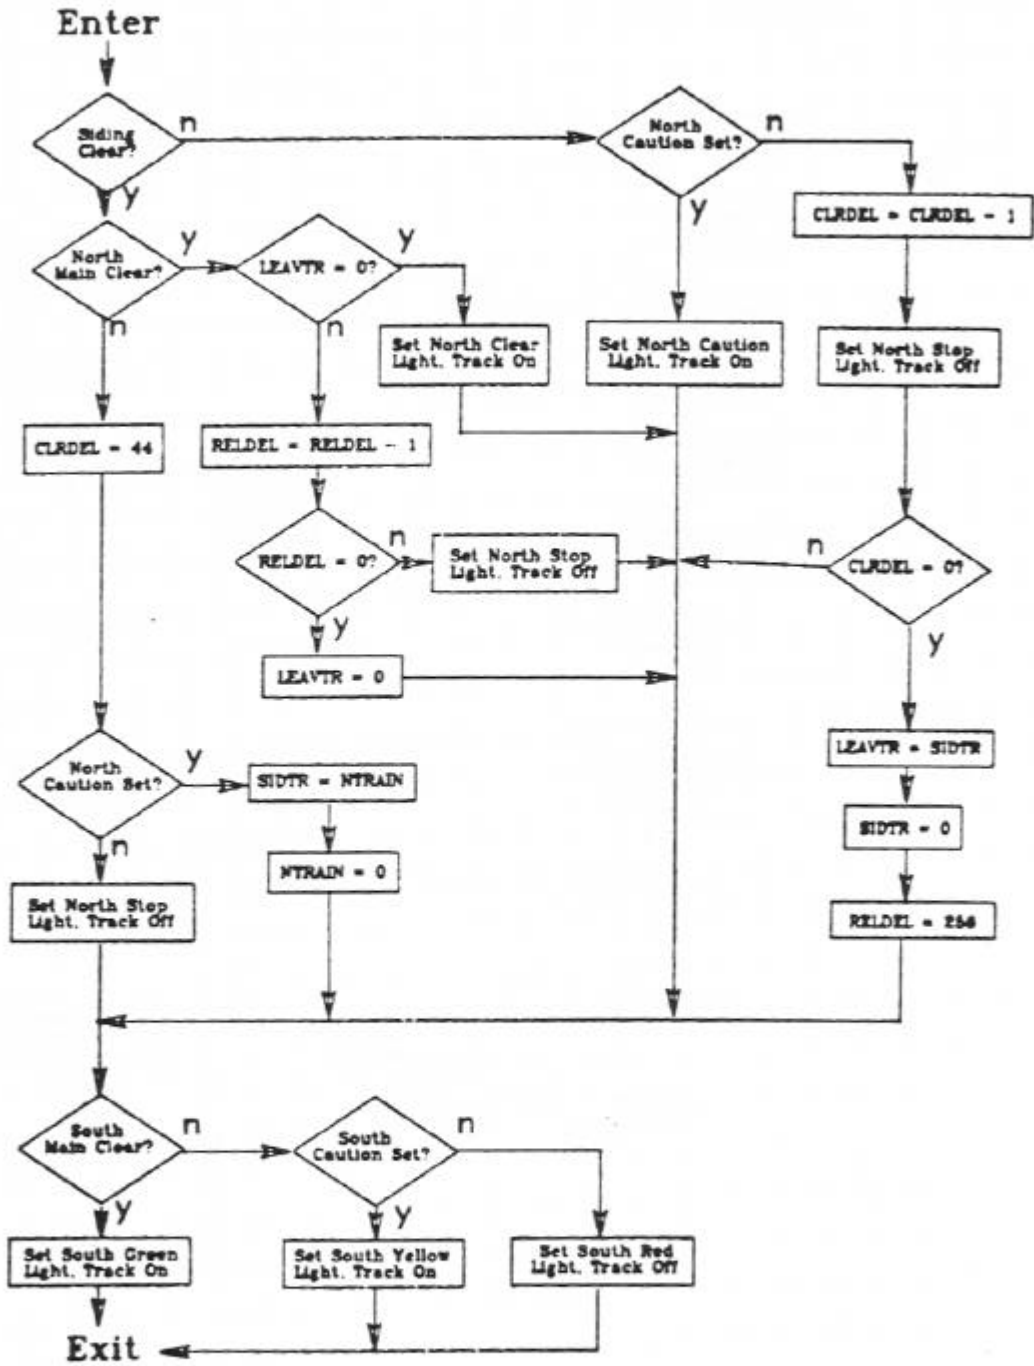 Enter
Siding
Clear?
n
y
North
Caution Set?
n
y
CLRDEL = CLRDEL - 1
North
Main Clear?
y
n
LEAVTR = 0?
y
n
Set North Clear
Light, Track On
Set North Caution
Light, Track On
Set North Stop
Light, Track Off
CLRDEL = 44
RELDEL = RELDEL - 1
RELDEL = 0?
n
y
Set North Stop
Light, Track Off
n
CLRDEL = 0?
y
LEAVTR = 0
North
Caution Set?
y
n
SIDTR = NTRAIN
NTRAIN = 0
LEAVTR = SIDTR
SIDTR = 0
RELDEL = 256
Set North Stop
Light, Track Off
South
Main Clear?
n
y
South
Caution Set?
n
y
Set South Green
Light, Track On
Set South Yellow
Light, Track On
Set South Red
Light, Track Off
Exit